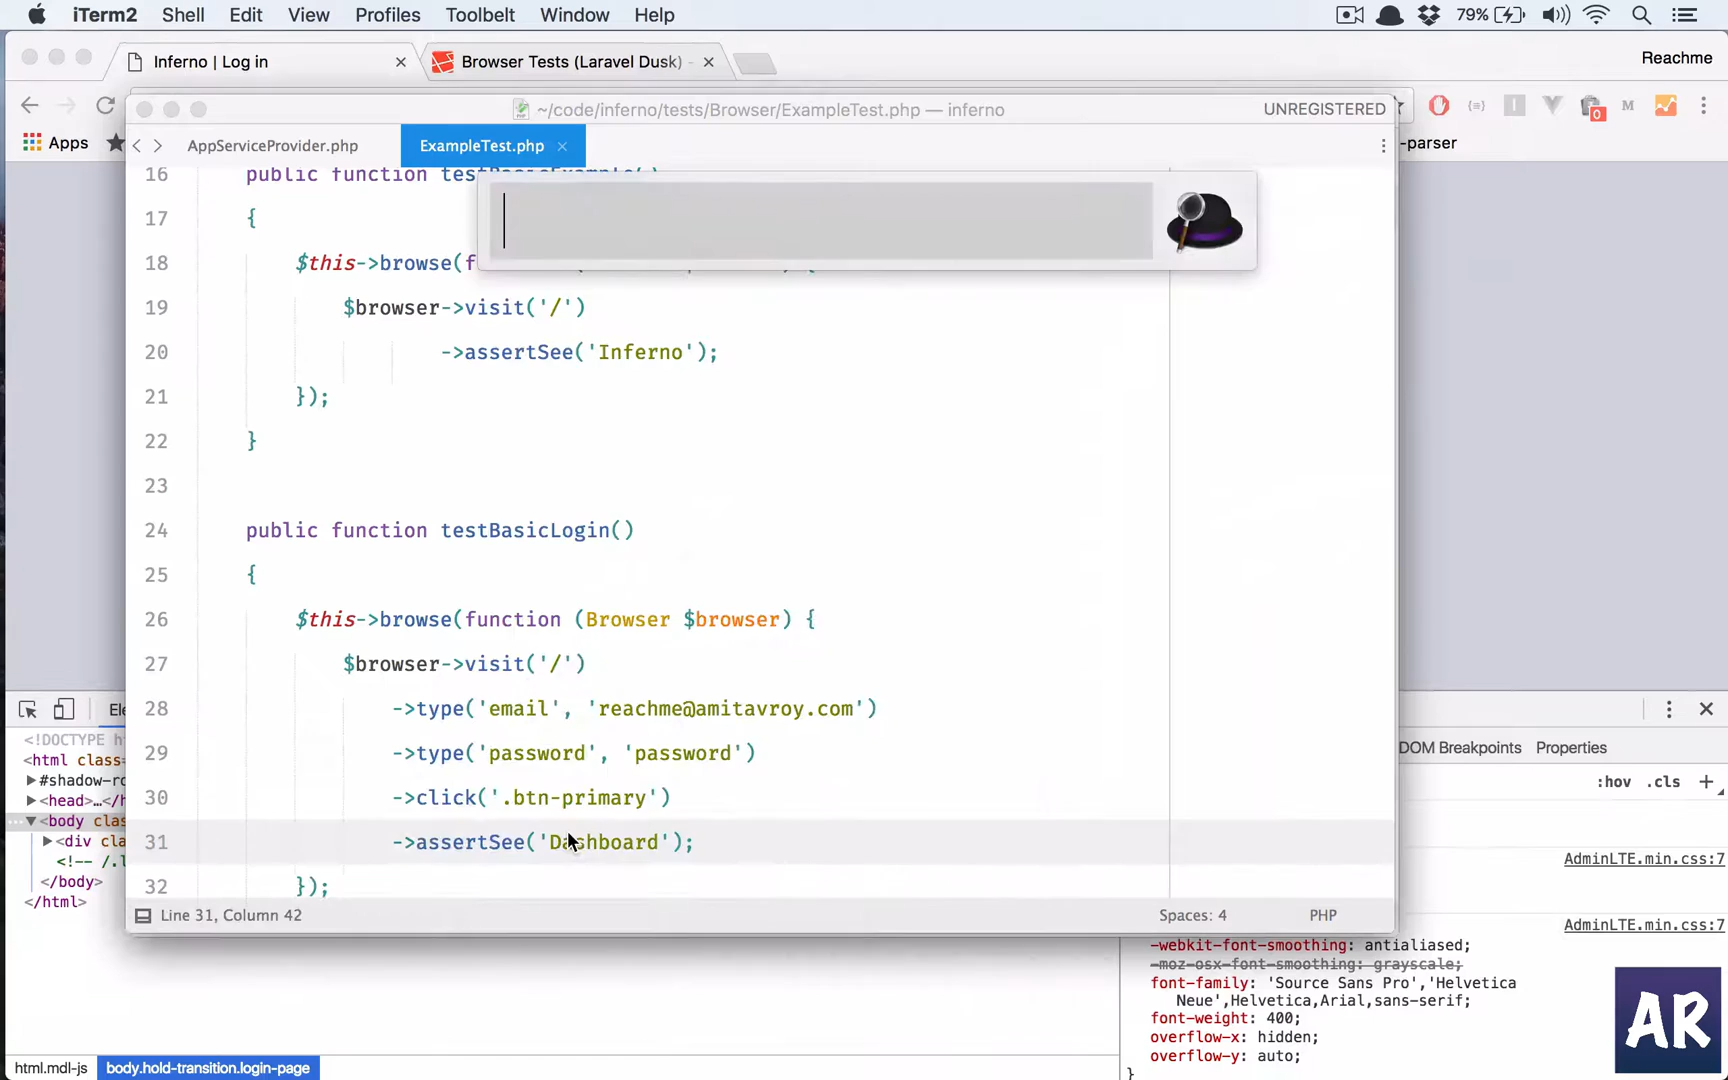 iTerm2 Shell Edit View Profiles Toolbelt Window Help 79%
Inferno | Log in Browser Tests (Laravel Dusk) - Reachme
Apps -parser
~/code/inferno/tests/Browser/ExampleTest.php — inferno UNREGISTERED
AppServiceProvider.php ExampleTest.php
16 public function testBasicExample()
17 {
18 $this->browse(f
19 $browser->visit('/')
20 ->assertSee('Inferno');
21 });
22 }
23
24 public function testBasicLogin()
25 {
26 $this->browse(function (Browser $browser) {
27 $browser->visit('/')
28 ->type('email', 'reachme@amitavroy.com')
29 ->type('password', 'password')
30 ->click('.btn-primary')
31 ->assertSee('Dashboard');
32 });
Line 31, Column 42 Spaces: 4 PHP
Ele
<!DOCTYPE h
<html class=
#shadow-ro
<head>…</h
<body clas
<div cla
<!-- /.l
</body>
</html>
DOM Breakpoints Properties
:hov .cls +
AdminLTE.min.css:7
AdminLTE.min.css:7
-webkit-font-smoothing: antialiased;
-moz-osx-font-smoothing: grayscale;
font-family: 'Source Sans Pro','Helvetica
Neue',Helvetica,Arial,sans-serif;
font-weight: 400;
overflow-x: hidden;
overflow-y: auto;
}
html.mdl-js body.hold-transition.login-page
AR